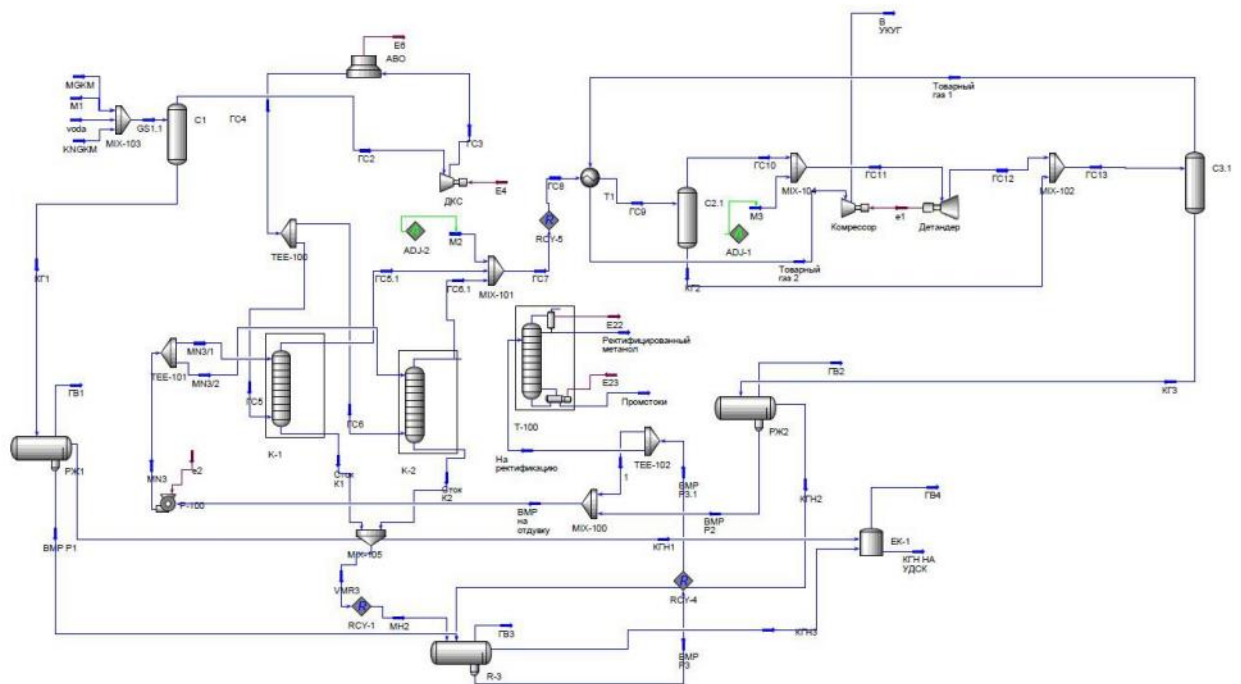 В
УКУГ
E6
АВО
MGKM
M1
voda
KNGKM
MIX-103
GS1,1
C1
ГС4
ГС2
ГС3
ДКС
E4
Товарный
газ 1
ГС8
T1
ГС9
C2.1
ГС10
MIX-104
ГС11
ГС12
MIX-102
ГС13
C3.1
M3
ADJ-1
Компрессор
e1
Детандер
RCY-5
ADJ-2
M2
MIX-101
ГС7
ГС5,1
ГС6,1
TEE-100
Товарный
газ 2
КГ2
КГ1
E22
Ректифицированный
метанол
E23
Промстоки
T-100
MN3/1
TEE-101
MN3/2
ГС5
ГС6
K-1
K-2
ГВ1
РЖ1
ГВ2
РЖ2
КГ3
На
ректификацию
TEE-102
1
ВМР
Р3.1
КГН2
MN3
e2
P-100
Сток
К1
Сток
К2
ВМР
на
отдувку
MIX-100
ВМР
Р2
ГВ4
ЕК-1
КГН НА
УДСК
ВМР Р1
MIX-105
КГН1
VMR3
RCY-1
МН2
RCY-4
ГВ3
КГН3
R-3
ВМР
Р3